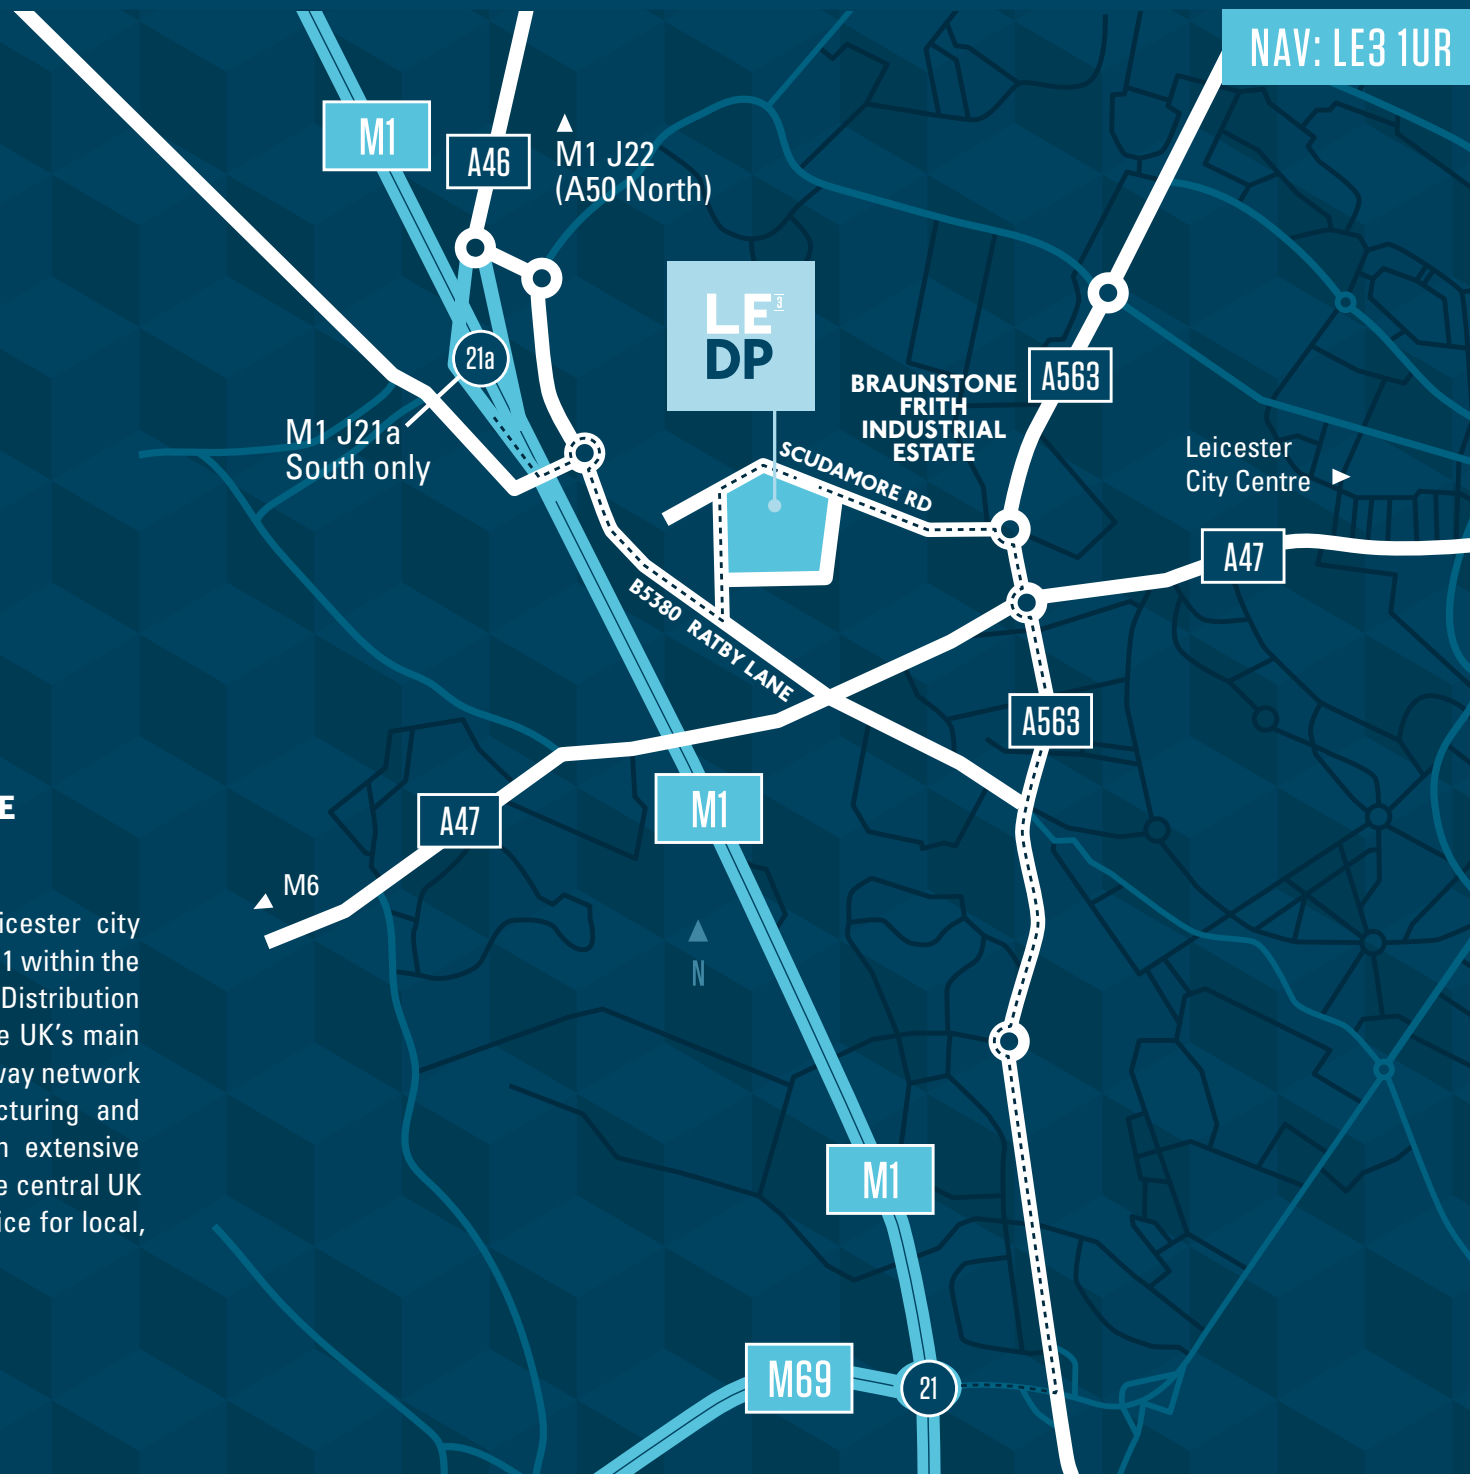 NAV: LE3 1UR
M1
A46
M1 J22
(A50 North)
LE3
DP
21a
BRAUNSTONE
FRITH
INDUSTRIAL
ESTATE
A563
M1 J21a
South only
SCUDAMORE RD
Leicester
City Centre
A47
B5380 RATBY LANE
A563
M1
A47
M6
N
E
icester city
1 within the
Distribution
e UK's main
way network
cturing and
n extensive
e central UK
ice for local,
M1
M69
21